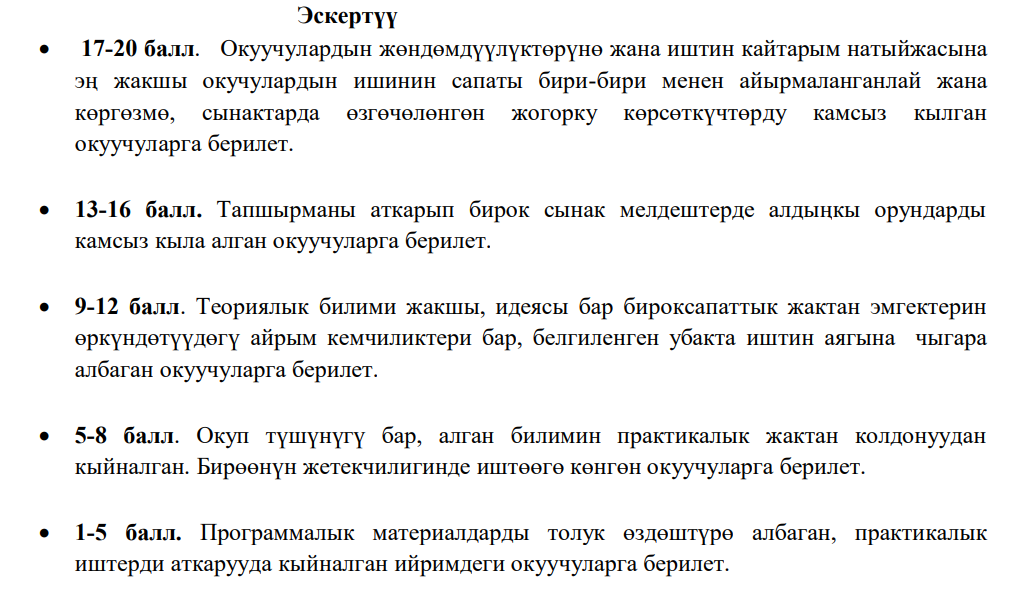 Эскертүү
• 17-20 балл. Окуучулардын жөндөмдүүлүктөрүнө жана иштин кайтарым натыйжасына
эң жакшы окучулардын ишинин сапаты бири-бири менен айырмаланганлай жана
көргөзмө, сынактарда өзгөчөлөнгөн жогорку көрсөткүчтөрду камсыз кылган
окуучуларга берилет.
• 13-16 балл. Тапшырманы аткарып бирок сынак мелдештерде алдыңкы орундарды
камсыз кыла алган окуучуларга берилет.
• 9-12 балл. Теориялык билими жакшы, идеясы бар бироксапаттык жактан эмгектерин
өркүндөтүүдөгү айрым кемчиликтери бар, белгиленген убакта иштин аягына чыгара
албаган окуучуларга берилет.
• 5-8 балл. Окуп түшүнүгү бар, алган билимин практикалык жактан колдонуудан
кыйналган. Бирөөнүн жетекчилигинде иштөөгө көнгөн окуучуларга берилет.
• 1-5 балл. Программалык материалдарды толук өздөштүрө албаган, практикалык
иштерди аткарууда кыйналган ийримдеги окуучуларга берилет.